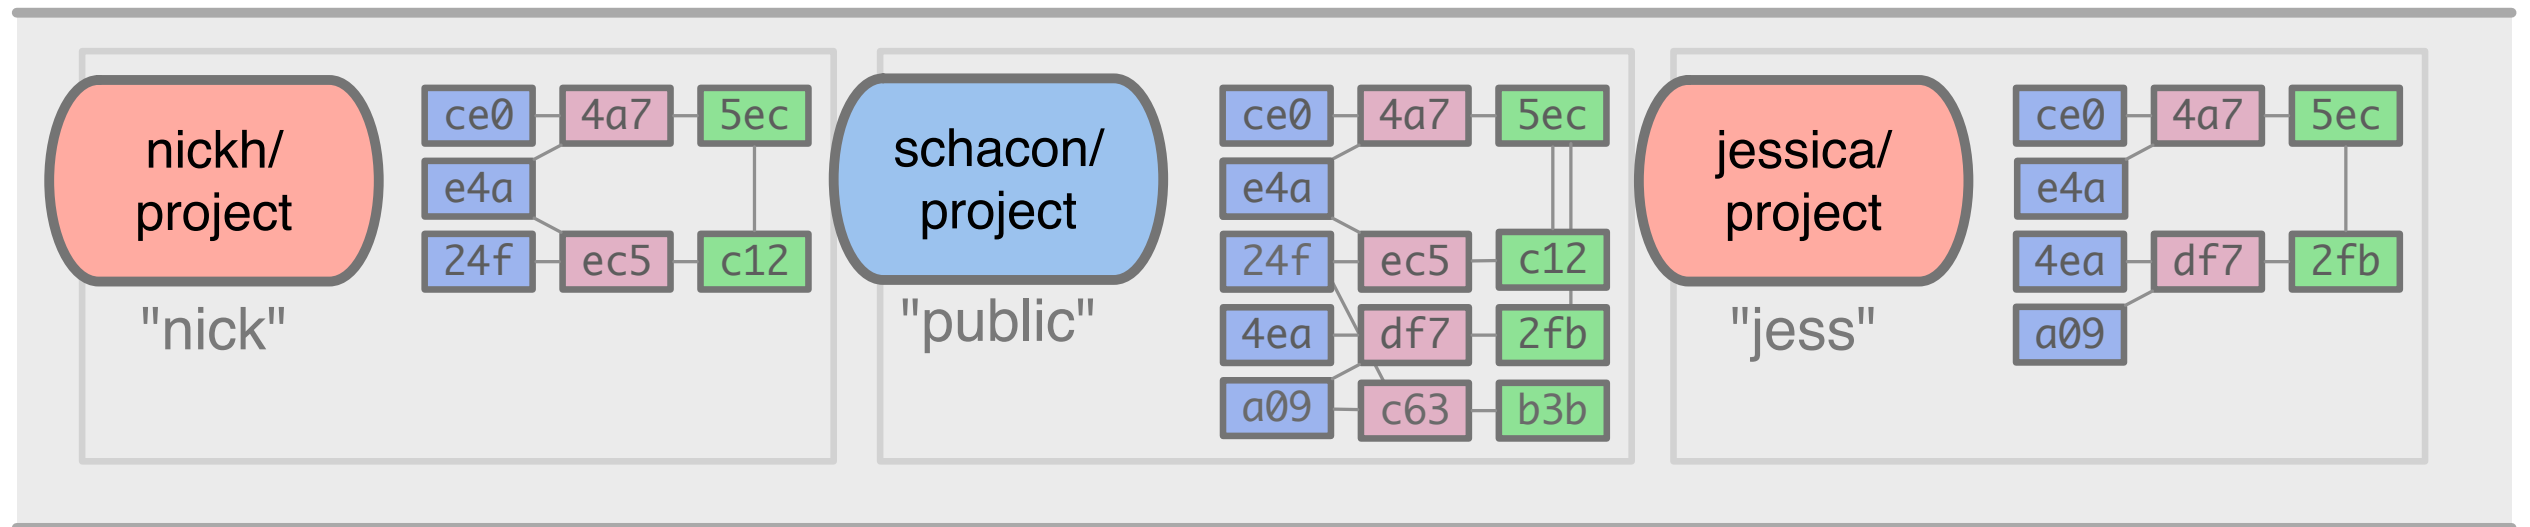 nickh/
project
"nick"
ce0 4a7 5ec
e4a
24f ec5 c12
schacon/
project
"public"
ce0 4a7 5ec
e4a
24f ec5 c12
4ea df7 2fb
a09 c63 b3b
jessica/
project
"jess"
ce0 4a7 5ec
e4a
4ea df7 2fb
a09